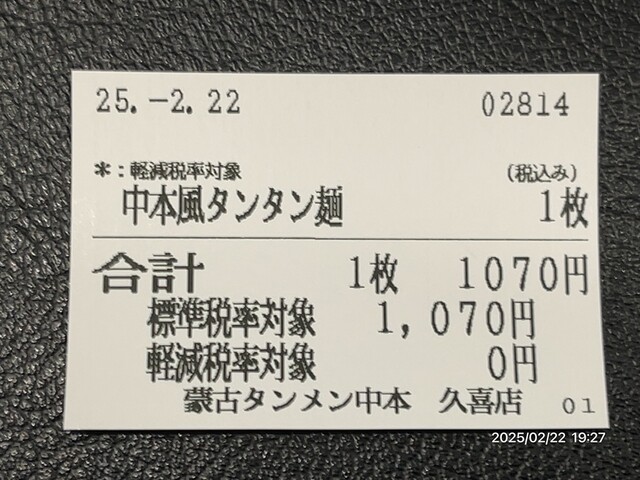 25.-2.22 02814
*:軽減税率対象 (税込み)
中本風タンタン麺 1枚
合計 1枚 1070円
標準税率対象 1,070円
軽減税率対象 0円
蒙古タンメン中本 久喜店 01
2025/02/22 19:27